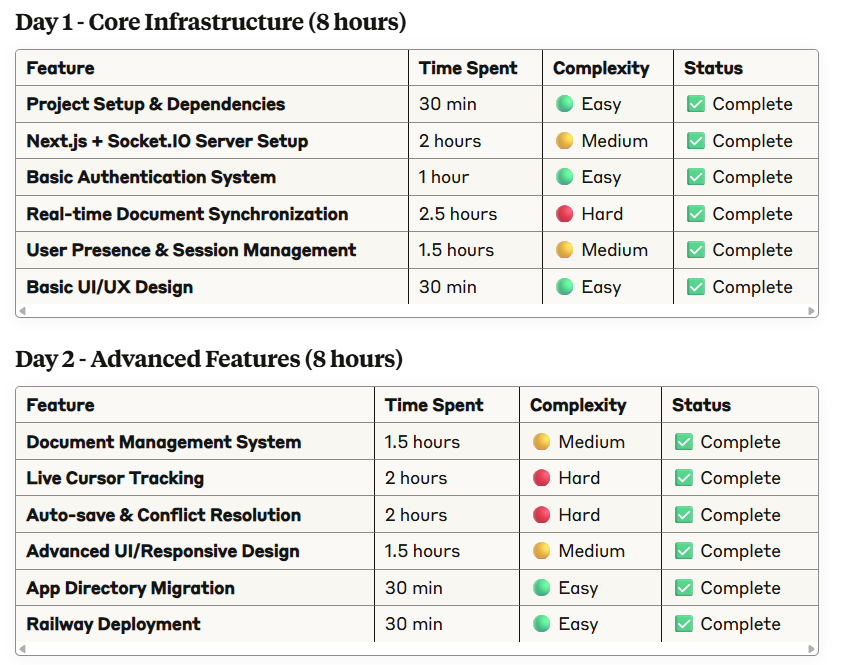 Day 1 - Core Infrastructure (8 hours)
Feature Time Spent Complexity Status
Project Setup & Dependencies 30 min 🟢 Easy ✅ Complete
Next.js + Socket.IO Server Setup 2 hours 🟡 Medium ✅ Complete
Basic Authentication System 1 hour 🟢 Easy ✅ Complete
Real-time Document Synchronization 2.5 hours 🔴 Hard ✅ Complete
User Presence & Session Management 1.5 hours 🟡 Medium ✅ Complete
Basic UI/UX Design 30 min 🟢 Easy ✅ Complete
Day 2 - Advanced Features (8 hours)
Feature Time Spent Complexity Status
Document Management System 1.5 hours 🟡 Medium ✅ Complete
Live Cursor Tracking 2 hours 🔴 Hard ✅ Complete
Auto-save & Conflict Resolution 2 hours 🔴 Hard ✅ Complete
Advanced UI/Responsive Design 1.5 hours 🟡 Medium ✅ Complete
App Directory Migration 30 min 🟢 Easy ✅ Complete
Railway Deployment 30 min 🟢 Easy ✅ Complete